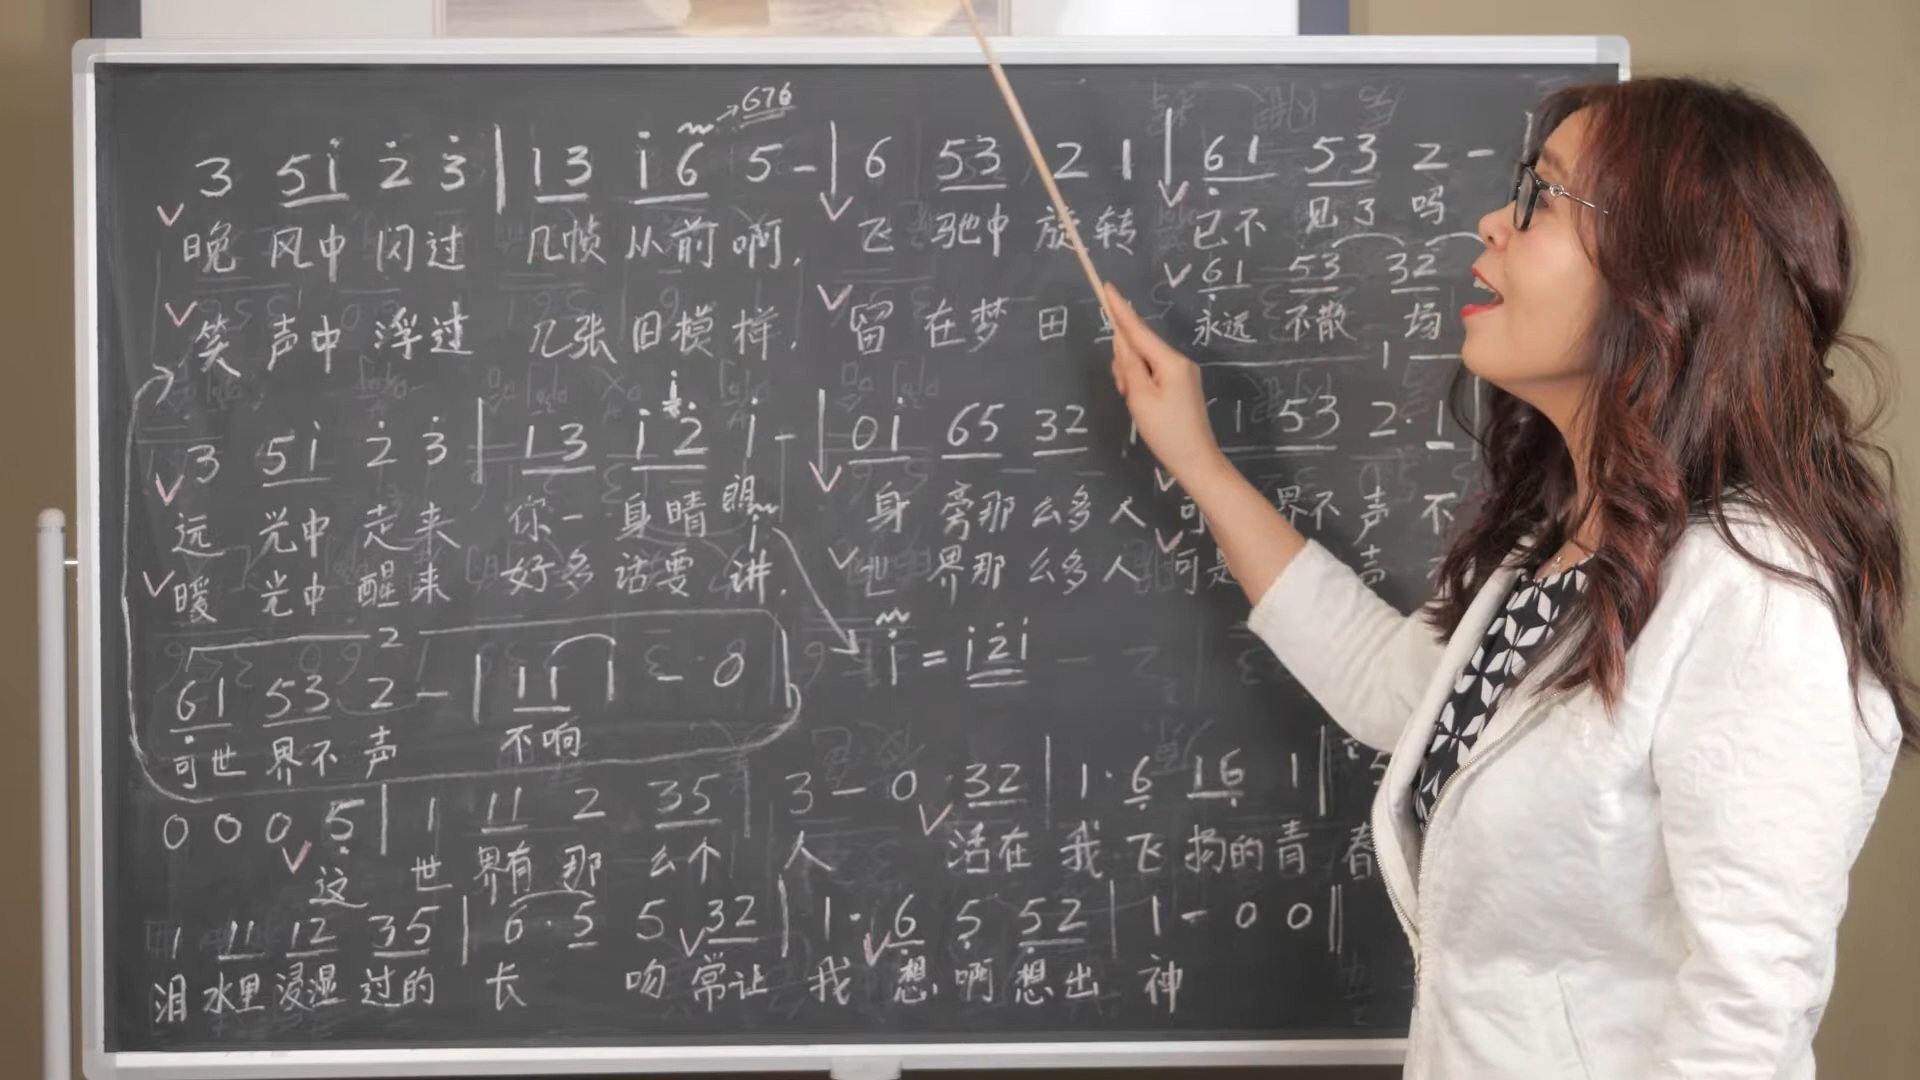 676
3 5i 2 3 | 13 i6 5 - | 6 53 2 1 | 61 53 2 -
晚 风中 闪过 几帧 从前 啊, 飞 驰中 旋转 已不 见了 吗
61 53 32
笑 声中 浮过 几张 旧模样, 留 在梦 田 永远 不散 场
1
3 5i 2 3 | 13 i2 i - | 0i 65 32 1 53 2·1
远 光中 走来 你一 身晴朗 身 旁那 么多 人 可 界不 声 不
暖 光中 醒来 好多 话要 讲, 世 界那 么多 人 可是 声
2
61 53 2 - | 11 1 - 0
i = i2i
可世 界不 声 不响
32 | 1·6 16 1 |
0 0 0 5 | 1 11 2 35 | 3 - 0
这 世 界有 那 么个 人 活在 我 飞 扬的 青 春
1 11 12 35 | 6·5 5 32 | 1·6 5 52 | 1 - 0 0 ‖
泪 水里 浸湿 过的 长 吻 常让 我 想, 啊 想出 神